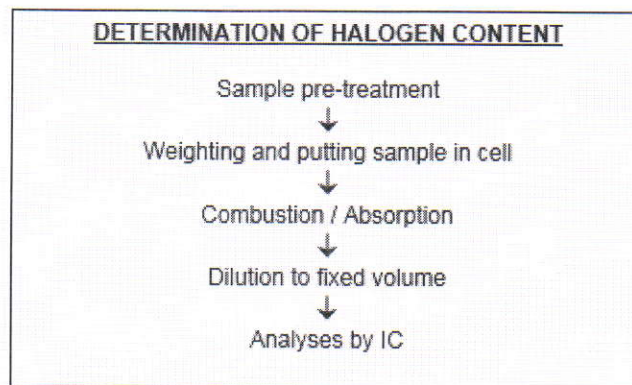 DETERMINATION OF HALOGEN CONTENT
Sample pre-treatment
↓
Weighting and putting sample in cell
↓
Combustion / Absorption
↓
Dilution to fixed volume
↓
Analyses by IC